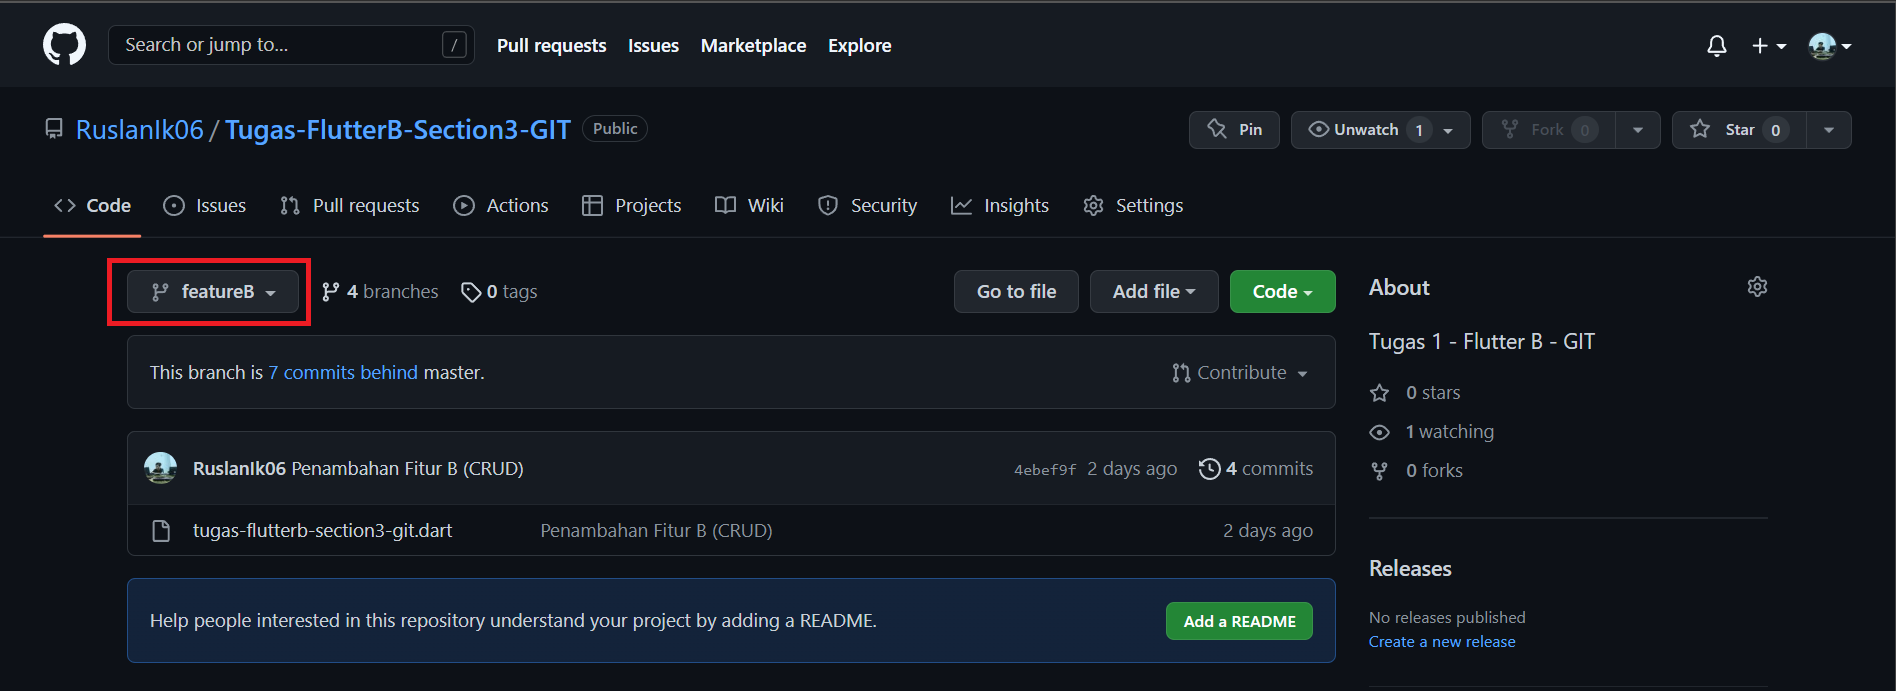 Search or jump to... / Pull requests Issues Marketplace Explore
RuslanIk06 / Tugas-FlutterB-Section3-GIT Public Pin Unwatch 1 Fork 0 Star 0
Code Issues Pull requests Actions Projects Wiki Security Insights Settings
featureB 4 branches 0 tags Go to file Add file Code
This branch is 7 commits behind master. Contribute
RuslanIk06 Penambahan Fitur B (CRUD) 4ebef9f 2 days ago 4 commits
tugas-flutterb-section3-git.dart Penambahan Fitur B (CRUD) 2 days ago
Help people interested in this repository understand your project by adding a README. Add a README
About
Tugas 1 - Flutter B - GIT
0 stars
1 watching
0 forks
Releases
No releases published
Create a new release